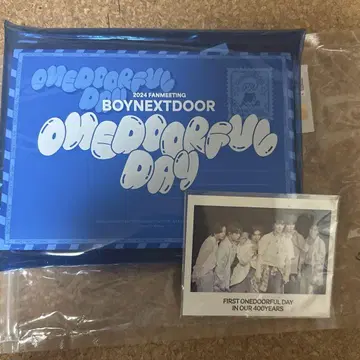 ONEDOORFUL
DAY
2024 FANMEETING
BOYNEXTDOOR
ONEDOORFUL
DAY
FIRST ONEDOORFUL DAY
IN OUR 400YEARS